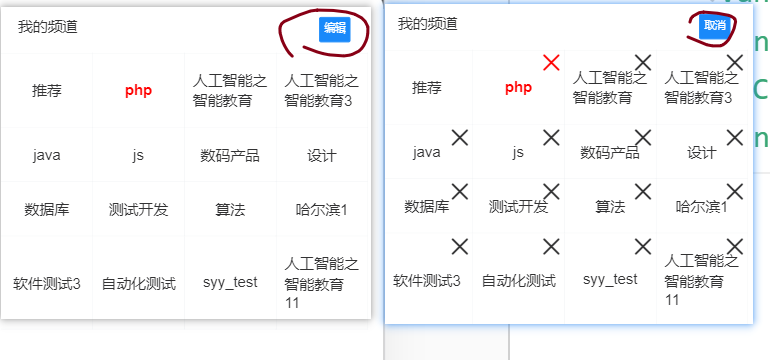 我的频道 编辑
推荐 php 人工智能之
智能教育 人工智能之
智能教育3
java js 数码产品 设计
数据库 测试开发 算法 哈尔滨1
软件测试3 自动化测试 syy_test 人工智能之
智能教育
11
我的频道 取消
推荐 php 人工智能之
智能教育 人工智能之
智能教育3
java js 数码产品 设计
数据库 测试开发 算法 哈尔滨1
软件测试3 自动化测试 syy_test 人工智能之
智能教育
11